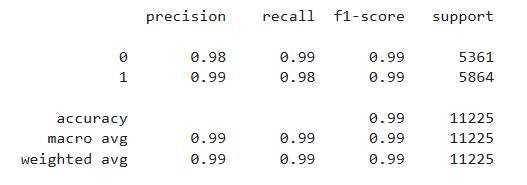 precision recall f1-score support
0 0.98 0.99 0.99 5361
1 0.99 0.98 0.99 5864
accuracy 0.99 11225
macro avg 0.99 0.99 0.99 11225
weighted avg 0.99 0.99 0.99 11225